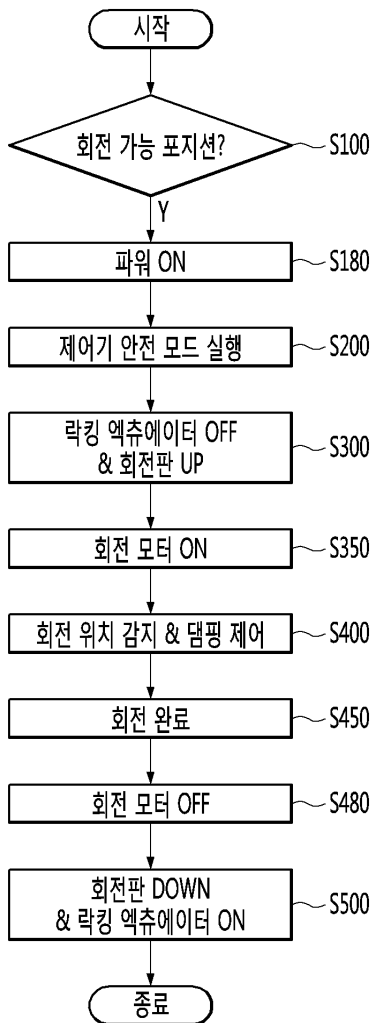 시작
회전 가능 포지션?
S100
Y
파워 ON
S180
제어기 안전 모드 실행
S200
락킹 엑츄에이터 OFF
& 회전판 UP
S300
회전 모터 ON
S350
회전 위치 감지 & 댐핑 제어
S400
회전 완료
S450
회전 모터 OFF
S480
회전판 DOWN
& 락킹 엑츄에이터 ON
S500
종료